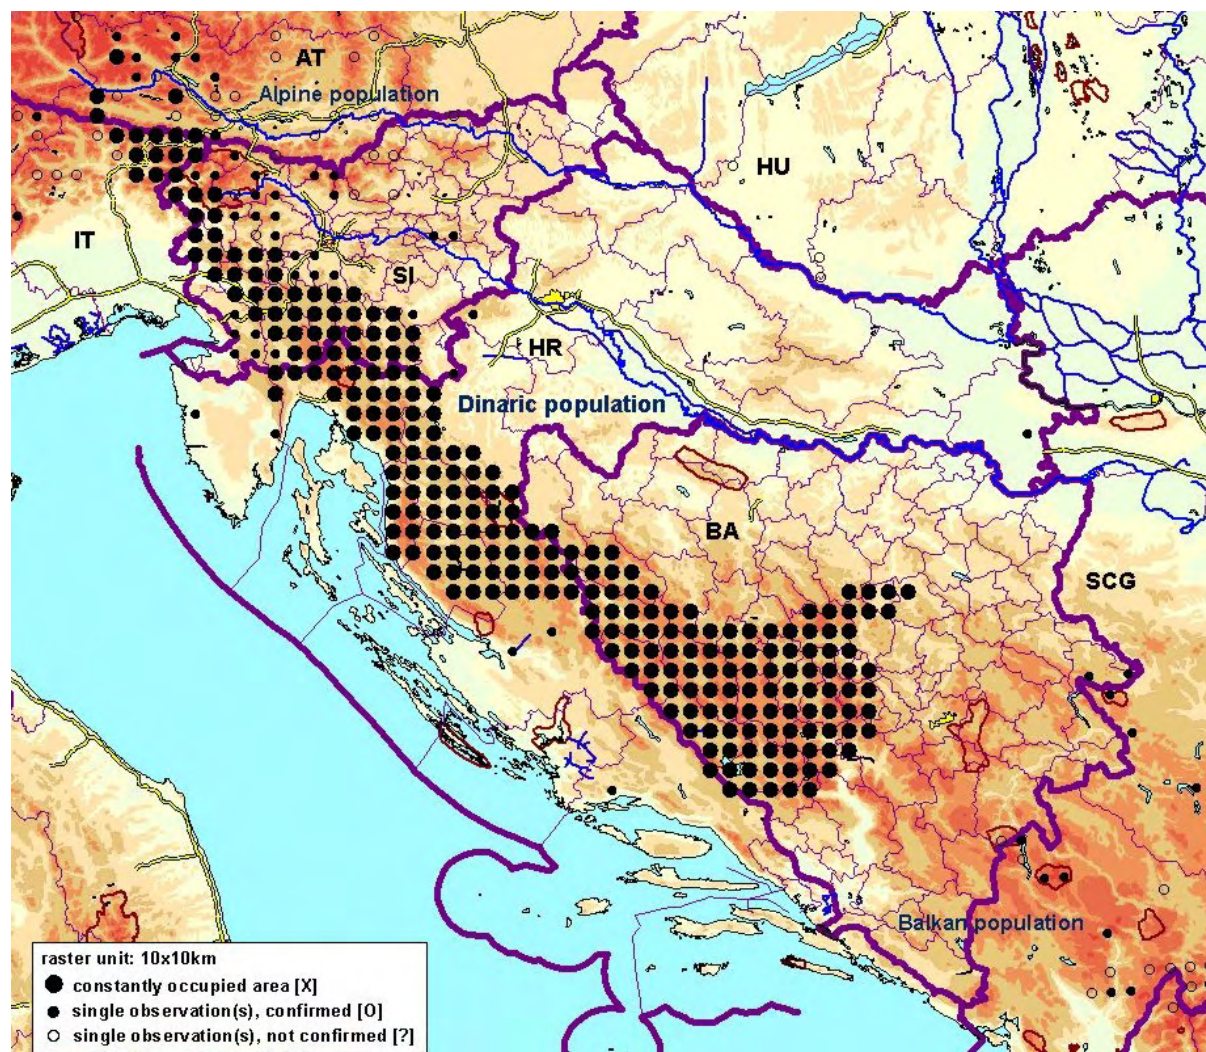 AT
Alpine population
HU
IT
SI
HR
Dinaric population
BA
SCG
Balkan population
raster unit: 10x10km
constantly occupied area [X]
single observation(s), confirmed [O]
single observation(s), not confirmed [?]